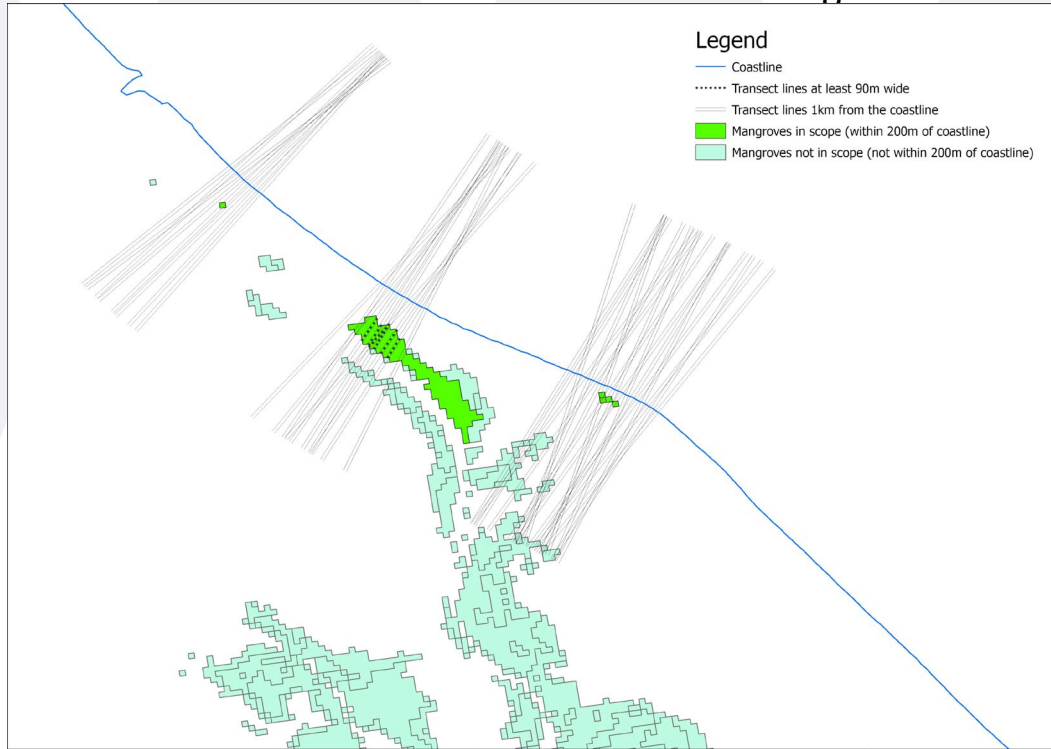 Legend
Coastline
Transect lines at least 90m wide
Transect lines 1km from the coastline
Mangroves in scope (within 200m of coastline)
Mangroves not in scope (not within 200m of coastline)